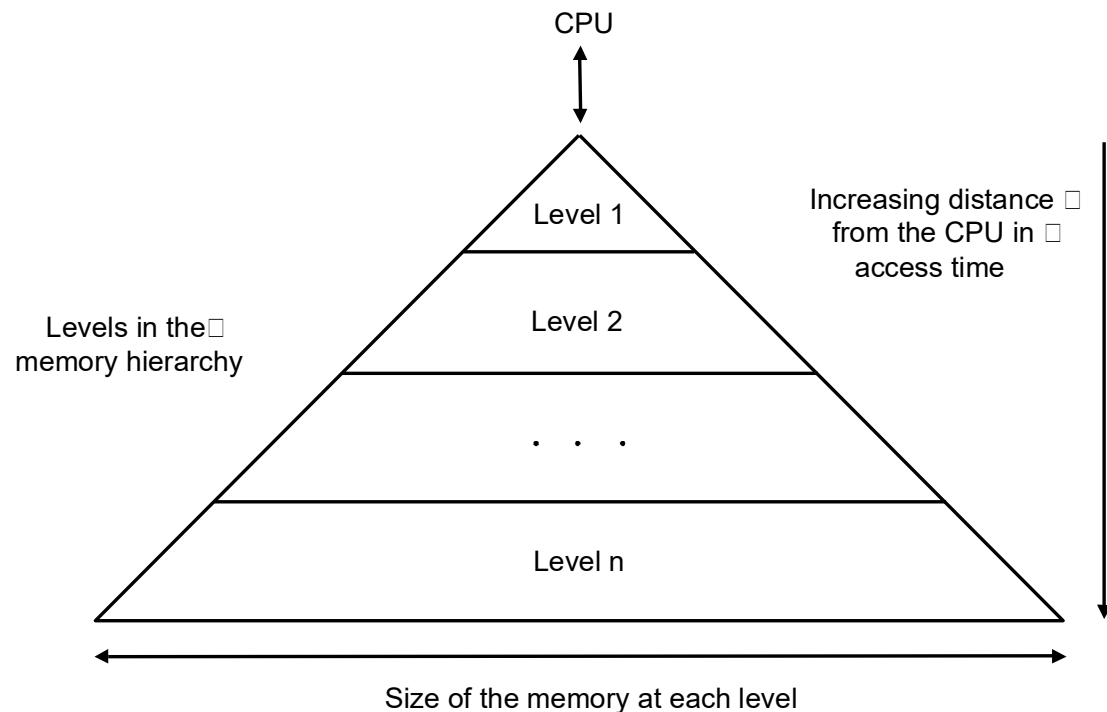 CPU
Level 1
Increasing distance □
from the CPU in □
access time
Level 2
Levels in the□
memory hierarchy
. . .
Level n
Size of the memory at each level